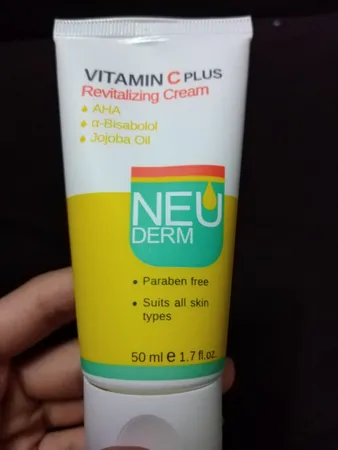 VITAMIN C PLUS
Revitalizing Cream
AHA
α-Bisabolol
Jojoba Oil
NEU
DERM
• Paraben free
• Suits all skin
types
50 ml e 1.7 fl.oz.